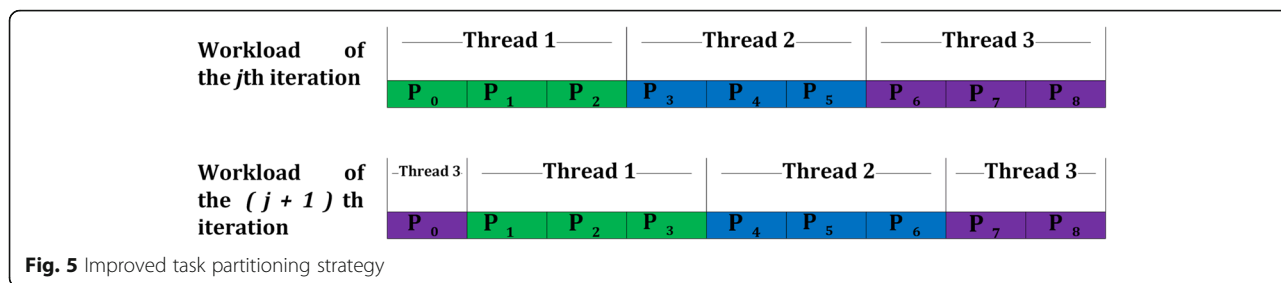 Workload of
the jth iteration
Thread 1 Thread 2 Thread 3
P 0 P 1 P 2 P 3 P 4 P 5 P 6 P 7 P 8
Workload of
the ( j + 1 ) th
iteration
Thread 3 Thread 1 Thread 2 Thread 3
P 0 P 1 P 2 P 3 P 4 P 5 P 6 P 7 P 8
Fig. 5 Improved task partitioning strategy